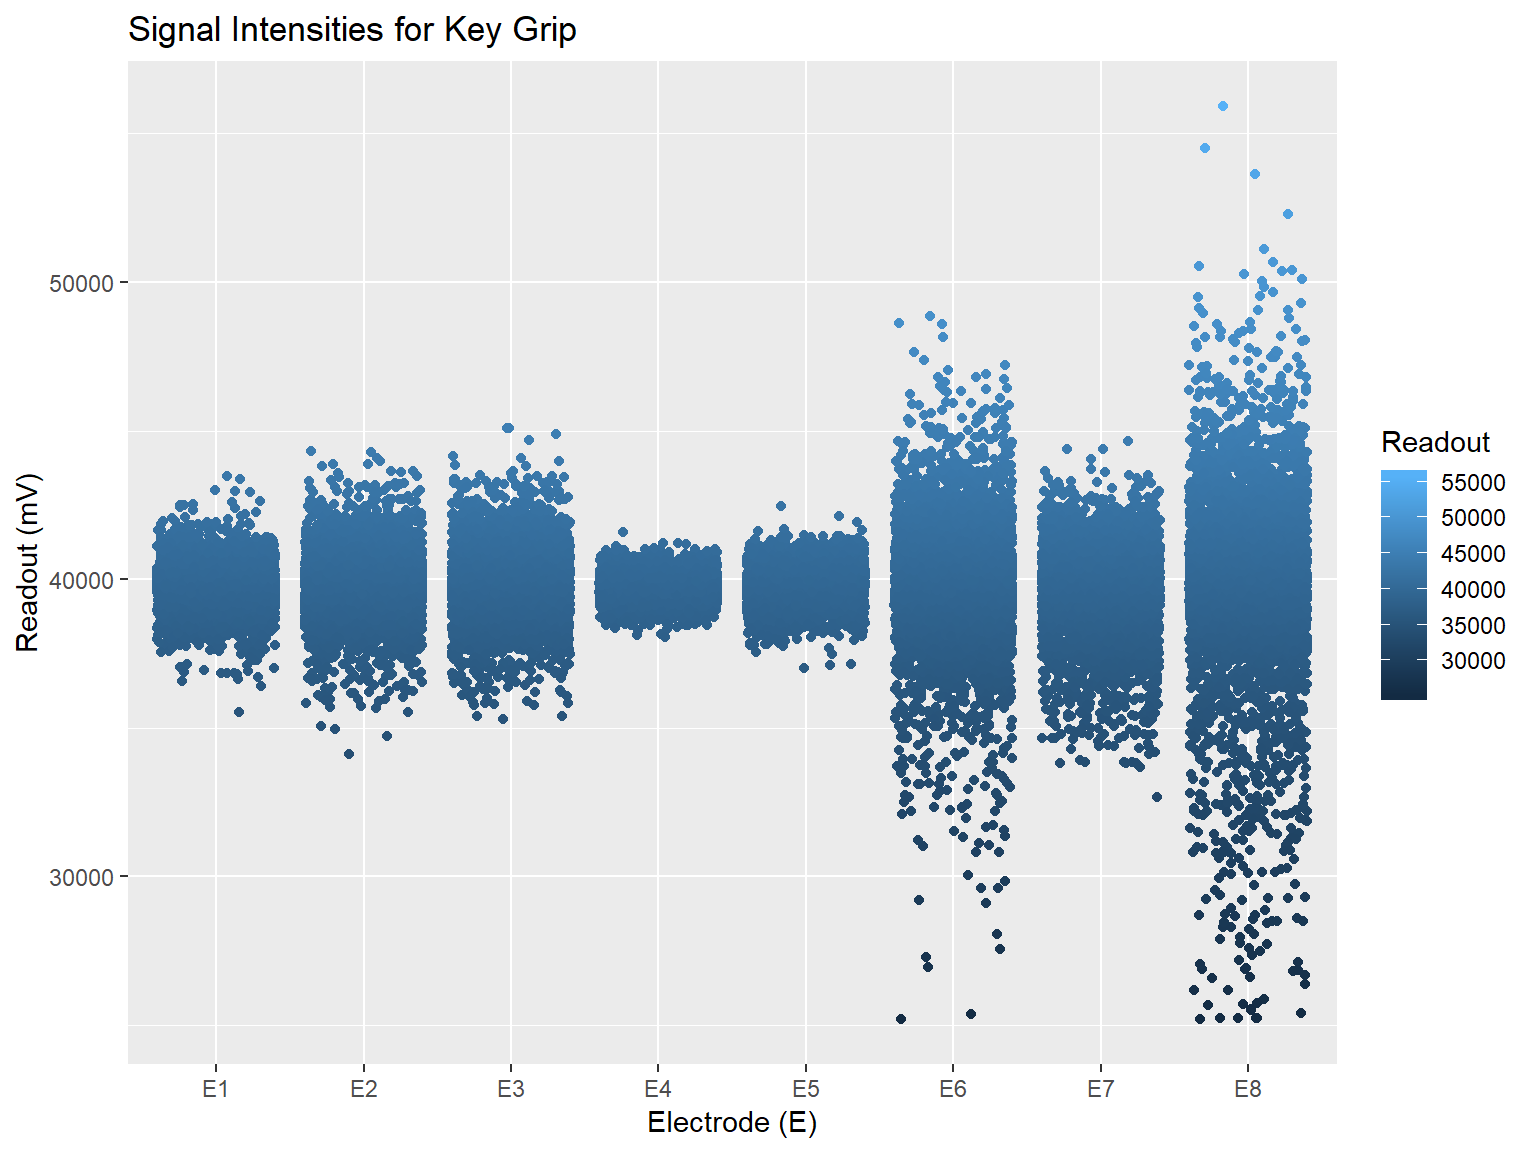 Signal Intensities for Key Grip
Readout (mV)
50000
40000
30000
E1 E2 E3 E4 E5 E6 E7 E8
Electrode (E)
Readout
55000
50000
45000
40000
35000
30000